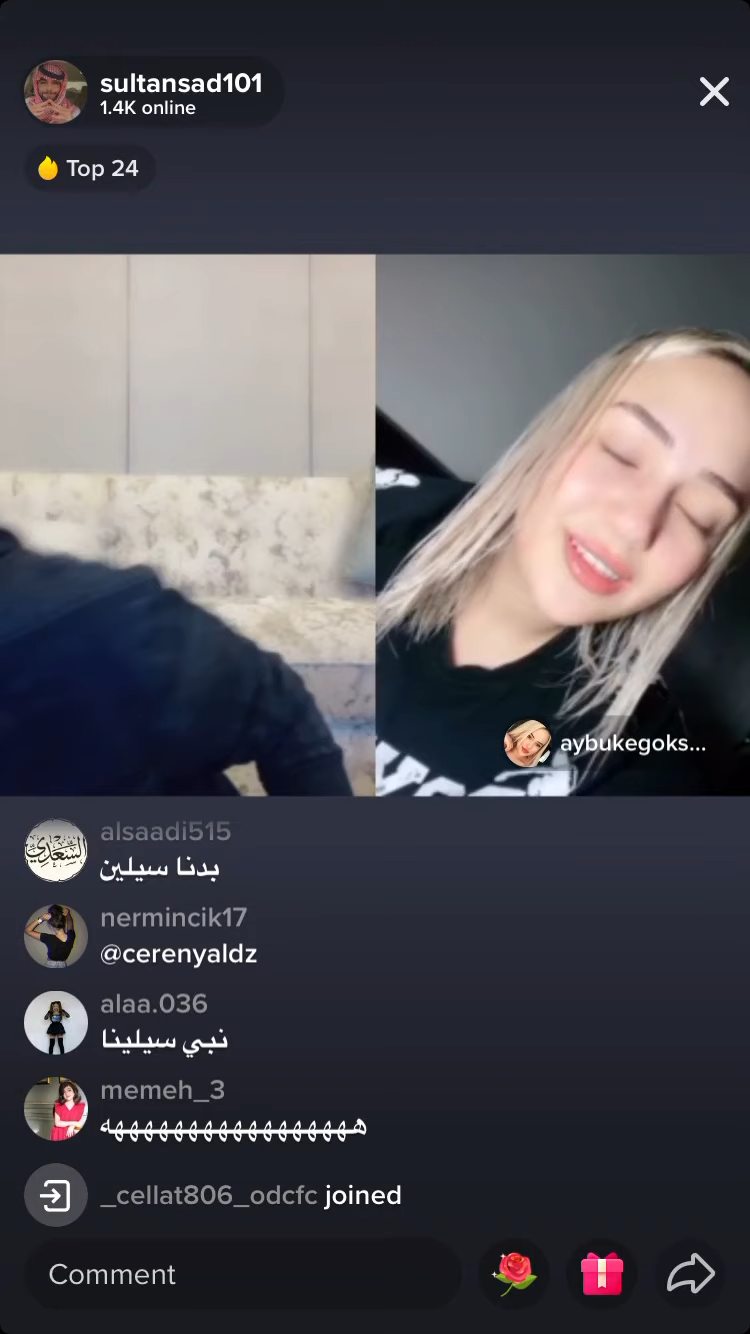 sultansad101
1.4K online
Top 24
aybukegoks...
alsaadi515
بدنا سيلين
nermincik17
@cerenyaldz
alaa.036
نبي سيلينا
memeh_3
هههههههههههههههههه
_cellat806_odcfc joined
Comment